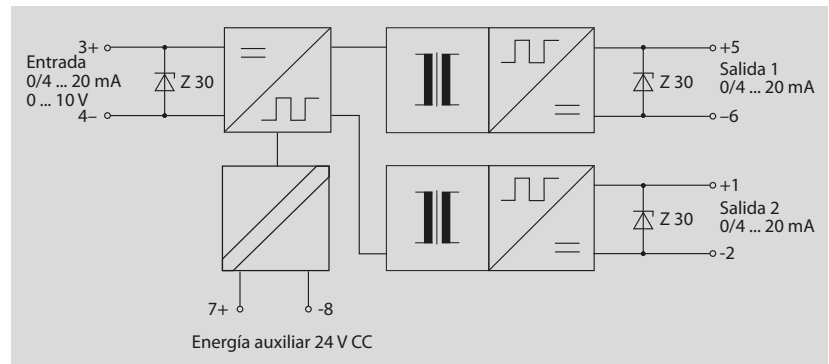 3+
Entrada
0/4 ... 20 mA
0 ... 10 V
4–
Z 30
+5
Salida 1
0/4 ... 20 mA
–6
Z 30
+1
Salida 2
0/4 ... 20 mA
-2
Z 30
7+
-8
Energía auxiliar 24 V CC